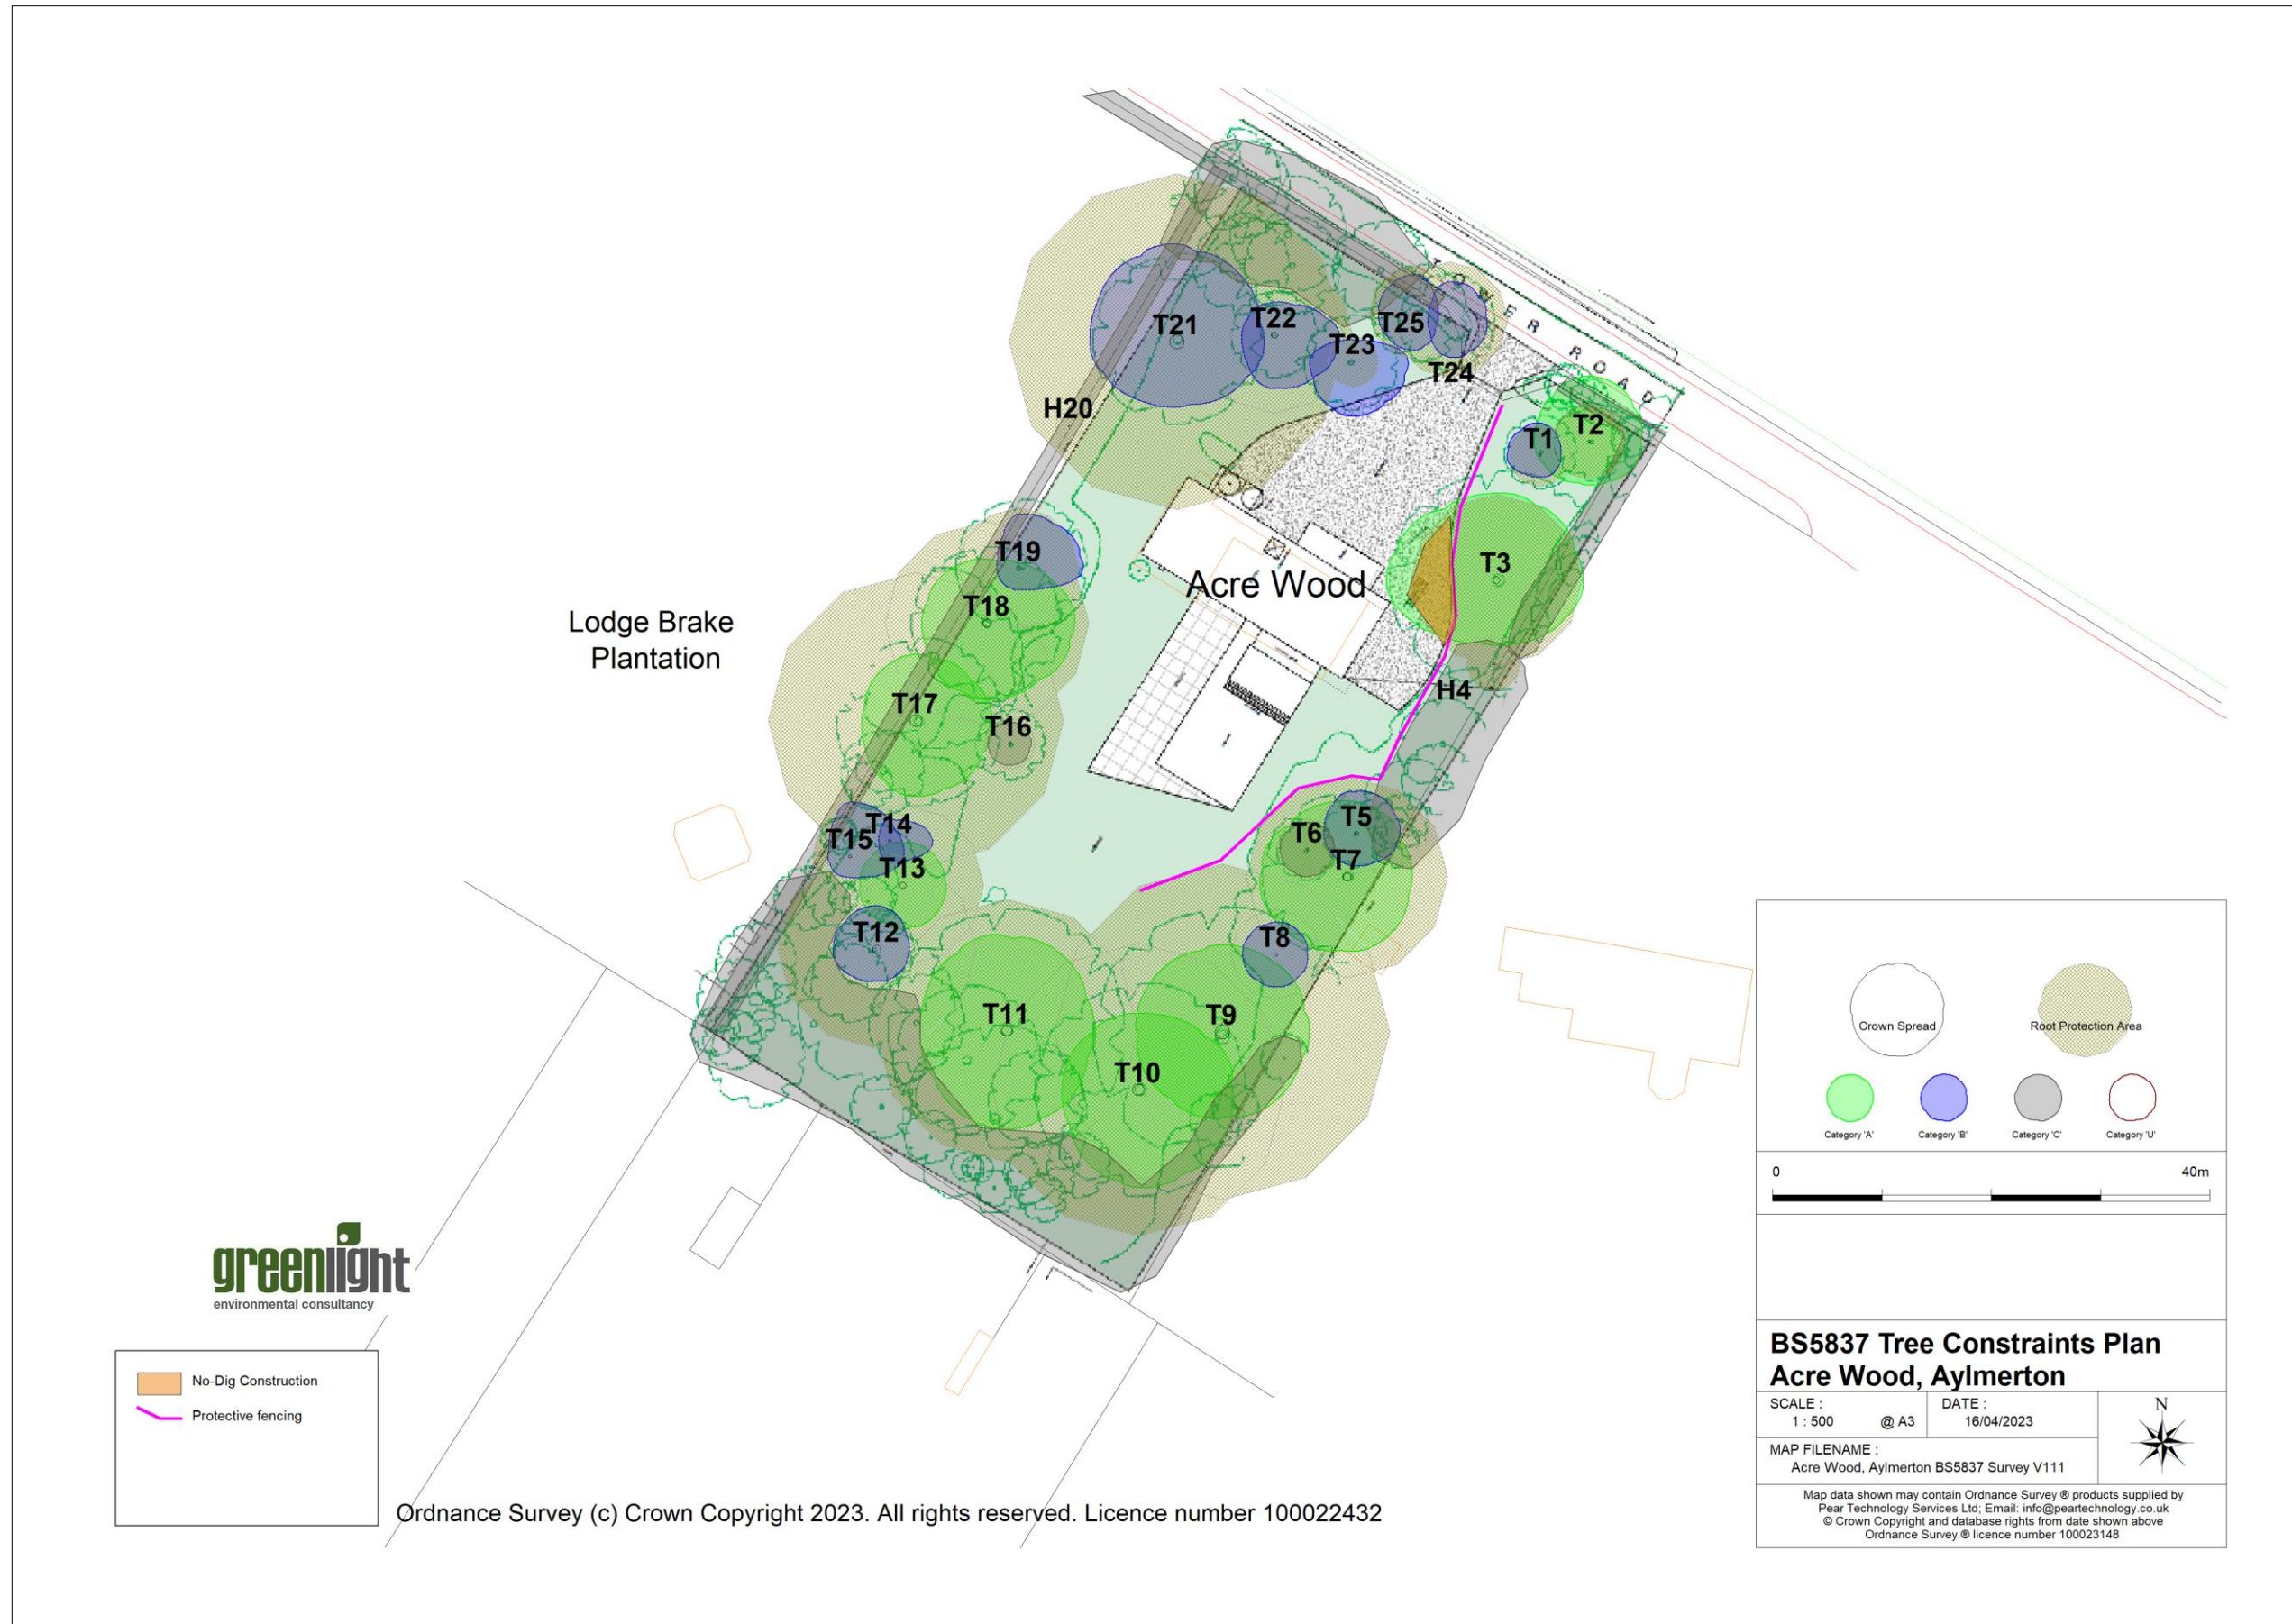 TOWER ROAD
T21
T22
T23
T25
T24
H20
T1
T2
T19
T3
Acre Wood
T18
Lodge Brake
Plantation
T17
T16
H4
T14
T15
T13
T5
T6
T7
T12
T8
T11
T9
T10
Crown Spread
Root Protection Area
Category 'A'
Category 'B'
Category 'C'
Category 'U'
0
40m
greenlight
environmental consultancy
No-Dig Construction
Protective fencing
BS5837 Tree Constraints Plan
Acre Wood, Aylmerton
SCALE :
1 : 500 @ A3
DATE :
16/04/2023
N
MAP FILENAME :
Acre Wood, Aylmerton BS5837 Survey V111
Map data shown may contain Ordnance Survey ® products supplied by
Pear Technology Services Ltd; Email: info@peartechnology.co.uk
© Crown Copyright and database rights from date shown above
Ordnance Survey ® licence number 100023148
Ordnance Survey (c) Crown Copyright 2023. All rights reserved. Licence number 100022432